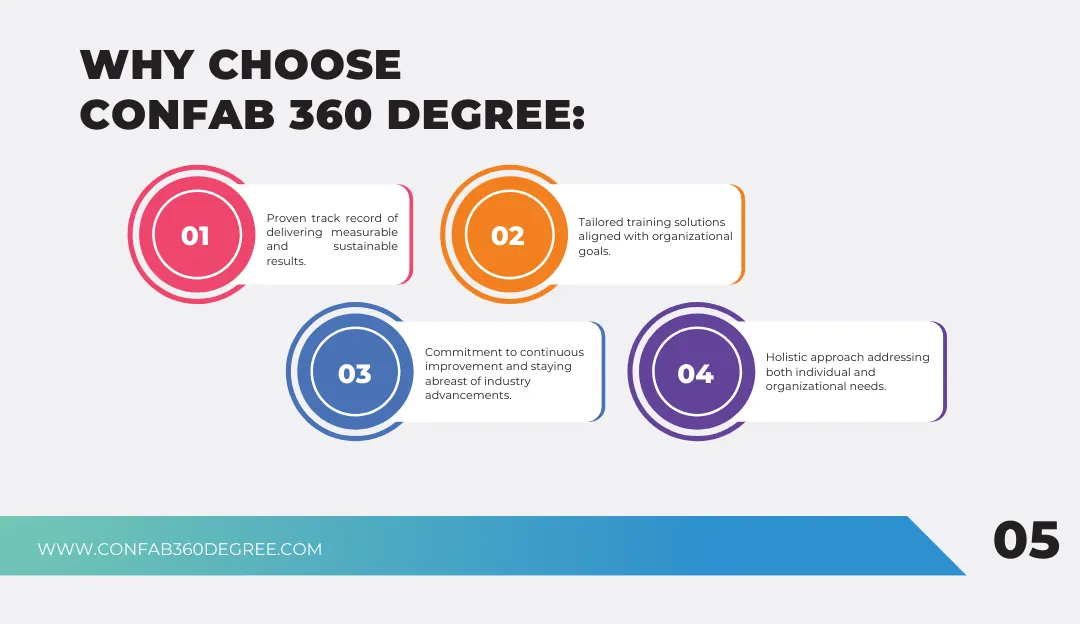 WHY CHOOSE
CONFAB 360 DEGREE:
01
Proven track record of
delivering measurable
and sustainable
results.
02
Tailored training solutions
aligned with organizational
goals.
03
Commitment to continuous
improvement and staying
abreast of industry
advancements.
04
Holistic approach addressing
both individual and
organizational needs.
WWW.CONFAB360DEGREE.COM
05